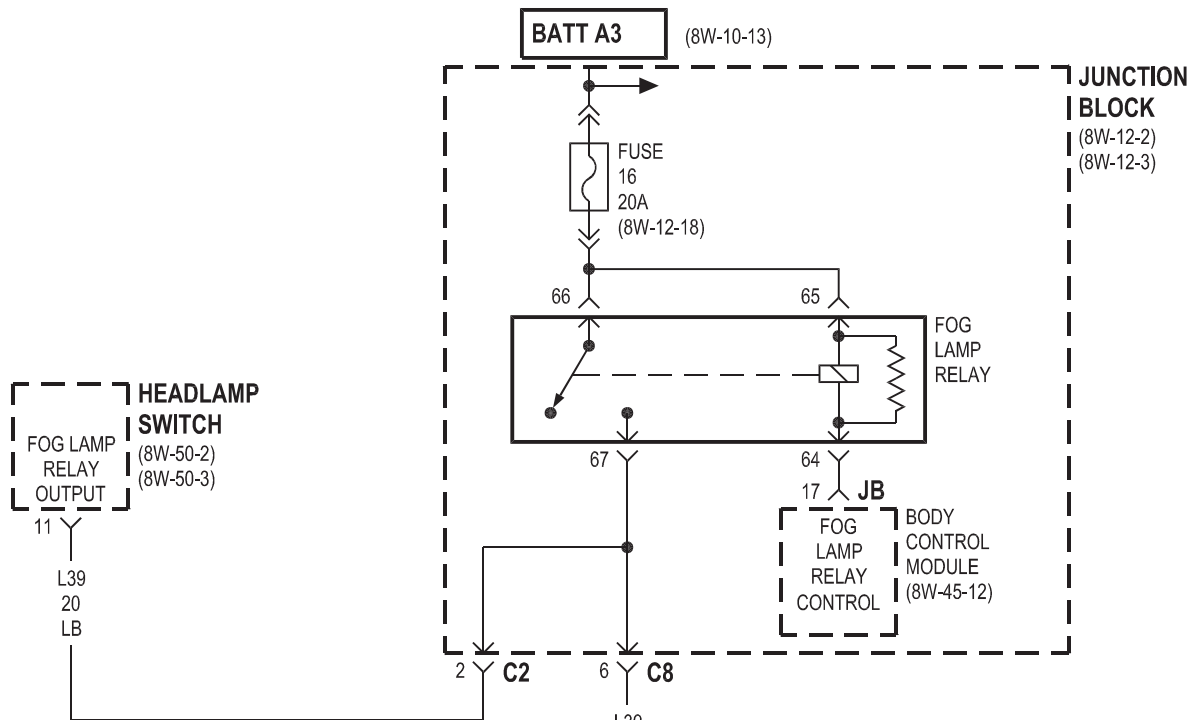 BATT A3
(8W-10-13)
JUNCTION
BLOCK
(8W-12-2)
(8W-12-3)
FUSE
16
20A
(8W-12-18)
66
65
FOG
LAMP
RELAY
HEADLAMP
SWITCH
(8W-50-2)
(8W-50-3)
FOG LAMP
RELAY
OUTPUT
11
67
64
17
JB
FOG
LAMP
RELAY
CONTROL
BODY
CONTROL
MODULE
(8W-45-12)
L39
20
LB
2
C2
6
C8